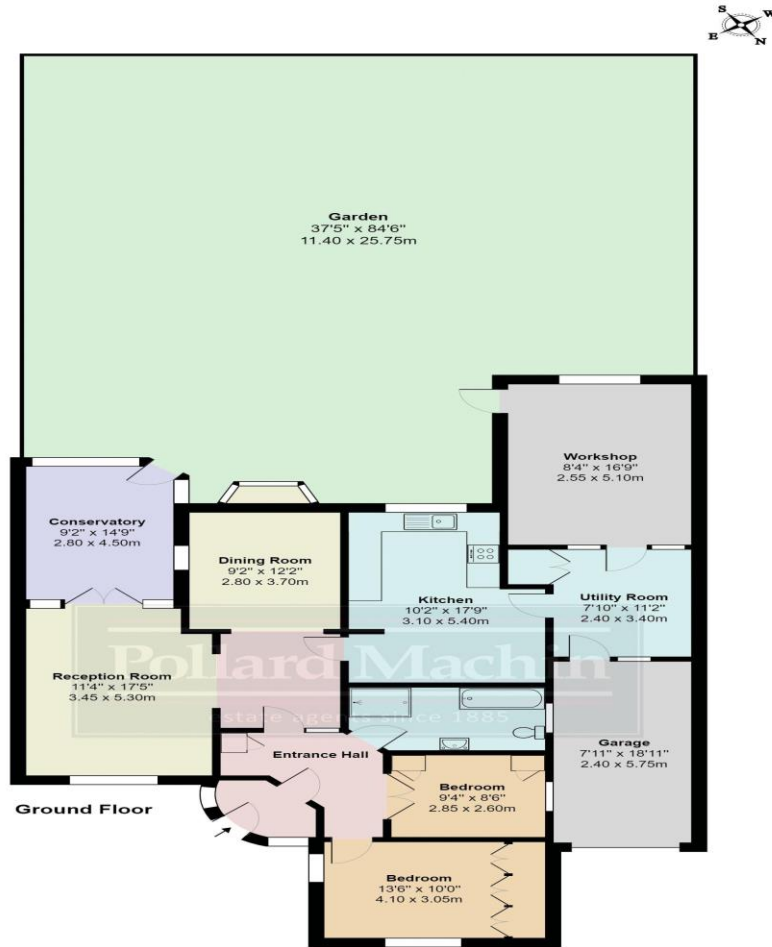 S
W
E
N
Garden
37'5" x 84'6"
11.40 x 25.75m
Workshop
8'4" x 16'9"
2.55 x 5.10m
Conservatory
9'2" x 14'9"
2.80 x 4.50m
Dining Room
9'2" x 12'2"
2.80 x 3.70m
Kitchen
10'2" x 17'9"
3.10 x 5.40m
Utility Room
7'10" x 11'2"
2.40 x 3.40m
Reception Room
11'4" x 17'5"
3.45 x 5.30m
Pollard Machin
estate agents since 1885
Entrance Hall
Garage
7'11" x 18'11"
2.40 x 5.75m
Bedroom
9'4" x 8'6"
2.85 x 2.60m
Ground Floor
Bedroom
13'6" x 10'0"
4.10 x 3.05m